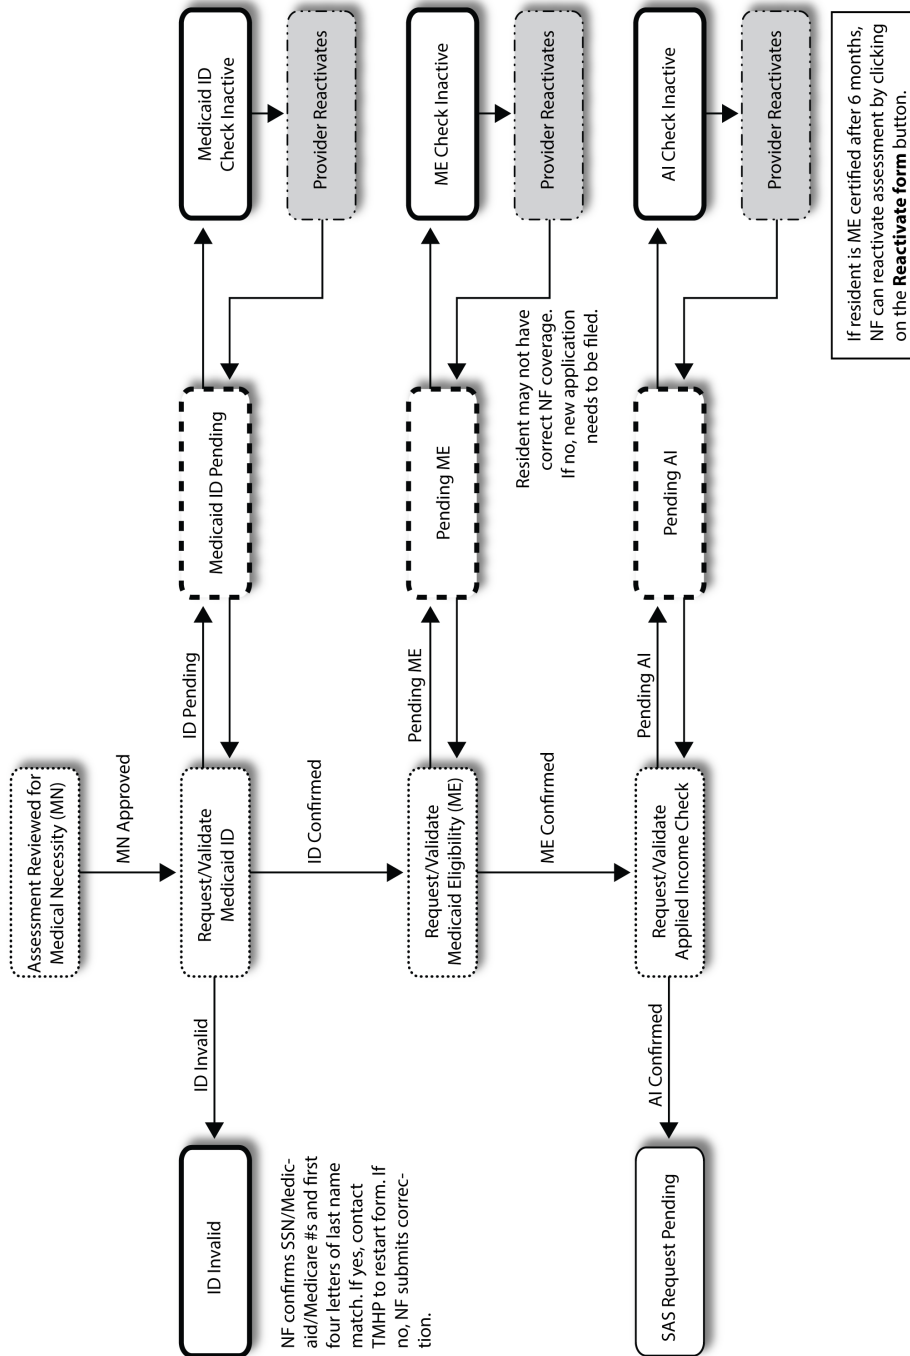 Assessment Reviewed for
Medical Necessity (MN)
MN Approved
ID Invalid
ID Invalid
Request/Validate
Medicaid ID
ID Pending
Medicaid ID Pending
Medicaid ID
Check Inactive
Provider Reactivates
NF confirms SSN/Medic-
aid/Medicare #s and first
four letters of last name
match. If yes, contact
TMHP to restart form. If
no, NF submits correc-
tion.
ID Confirmed
Request/Validate
Medicaid Eligibility (ME)
Pending ME
Pending ME
ME Check Inactive
Provider Reactivates
Resident may not have
correct NF coverage.
If no, new application
needs to be filed.
ME Confirmed
SAS Request Pending
AI Confirmed
Request/Validate
Applied Income Check
Pending AI
Pending AI
AI Check Inactive
Provider Reactivates
If resident is ME certified after 6 months,
NF can reactivate assessment by clicking
on the Reactivate form button.